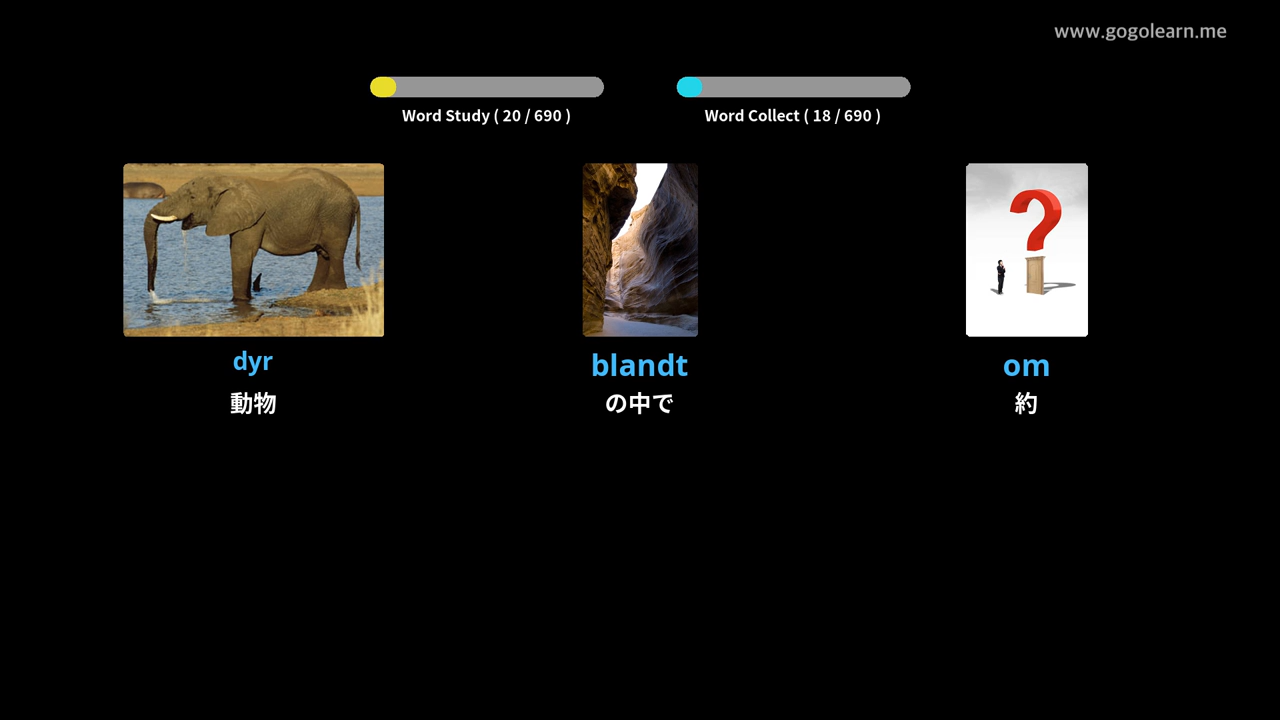 www.gogolearn.me
Word Study ( 20 / 690 )
Word Collect ( 18 / 690 )
dyr
動物
blandt
の中で
om
約